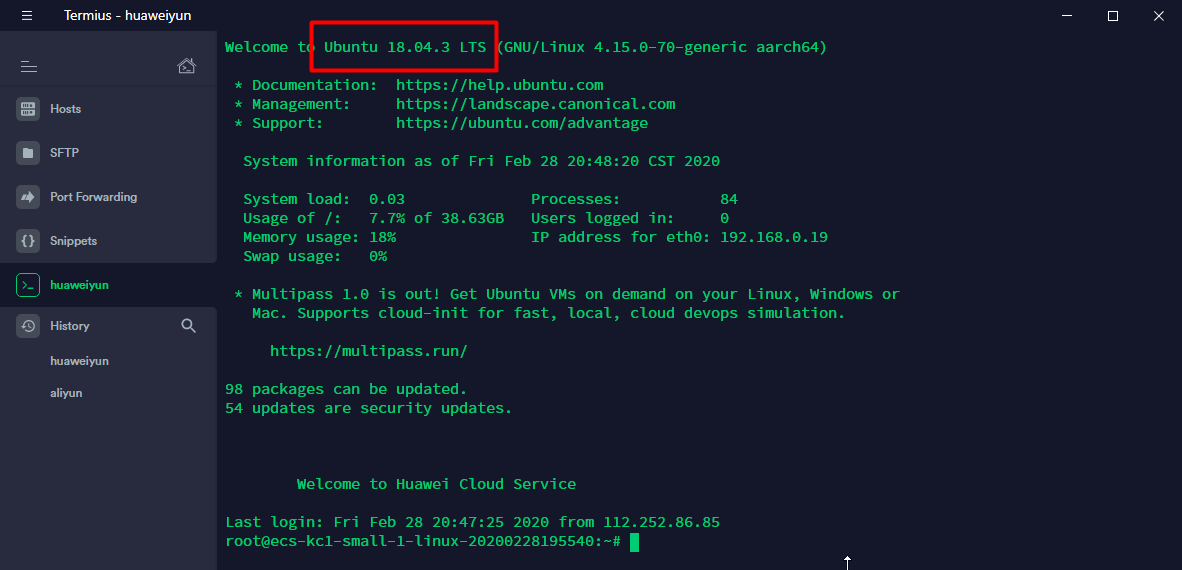 Termius - huaweiyun
Hosts
SFTP
Port Forwarding
Snippets
huaweiyun
History
huaweiyun
aliyun
Welcome to Ubuntu 18.04.3 LTS (GNU/Linux 4.15.0-70-generic aarch64)
* Documentation:  https://help.ubuntu.com
* Management:     https://landscape.canonical.com
* Support:        https://ubuntu.com/advantage
System information as of Fri Feb 28 20:48:20 CST 2020
System load:  0.03              Processes:           84
Usage of /:   7.7% of 38.63GB   Users logged in:     0
Memory usage: 18%               IP address for eth0: 192.168.0.19
Swap usage:   0%
* Multipass 1.0 is out! Get Ubuntu VMs on demand on your Linux, Windows or
Mac. Supports cloud-init for fast, local, cloud devops simulation.
https://multipass.run/
98 packages can be updated.
54 updates are security updates.
Welcome to Huawei Cloud Service
Last login: Fri Feb 28 20:47:25 2020 from 112.252.86.85
root@ecs-kc1-small-1-linux-20200228195540:~#